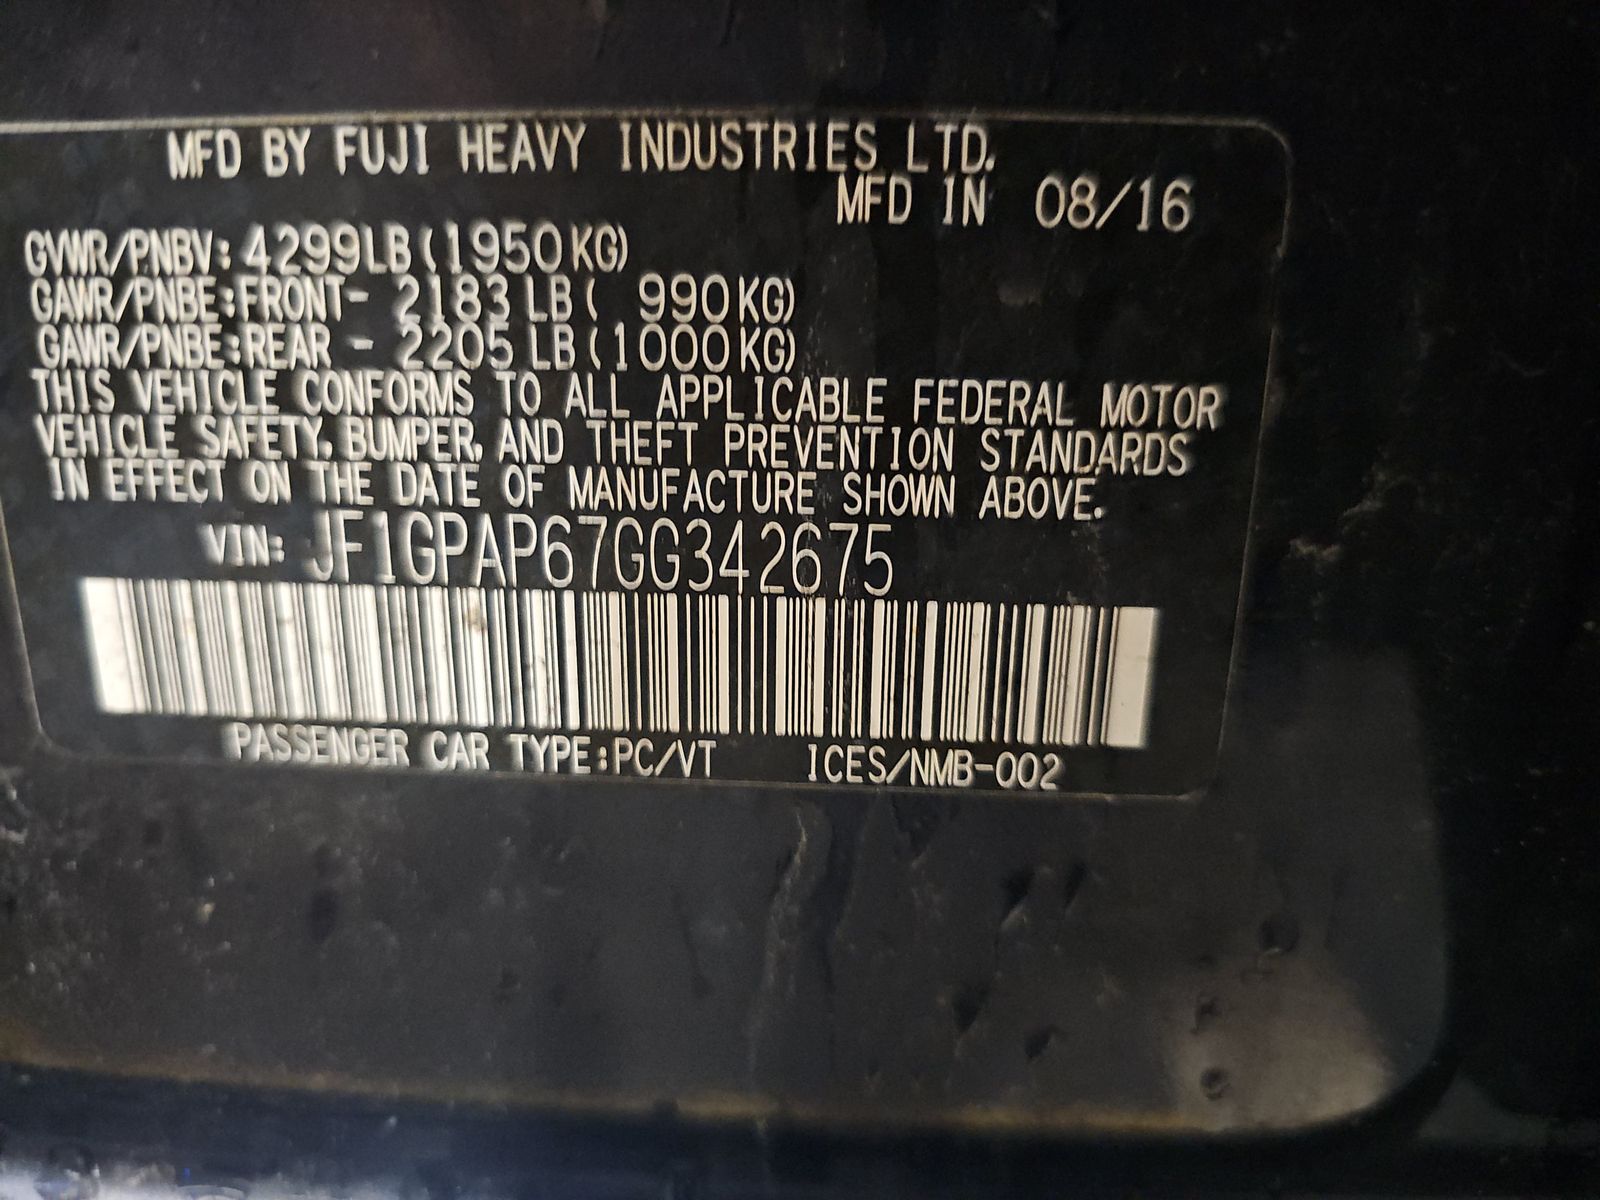 MFD BY FUJI HEAVY INDUSTRIES LTD.
MFD IN 08/16
GVWR/PNBV: 4299LB(1950KG)
GAWR/PNBE:FRONT- 2183LB( 990KG)
GAWR/PNBE:REAR - 2205LB(1000KG)
THIS VEHICLE CONFORMS TO ALL APPLICABLE FEDERAL MOTOR
VEHICLE SAFETY, BUMPER, AND THEFT PREVENTION STANDARDS
IN EFFECT ON THE DATE OF MANUFACTURE SHOWN ABOVE.
VIN: JF1GPAP67GG342675
PASSENGER CAR TYPE:PC/VT ICES/NMB-002